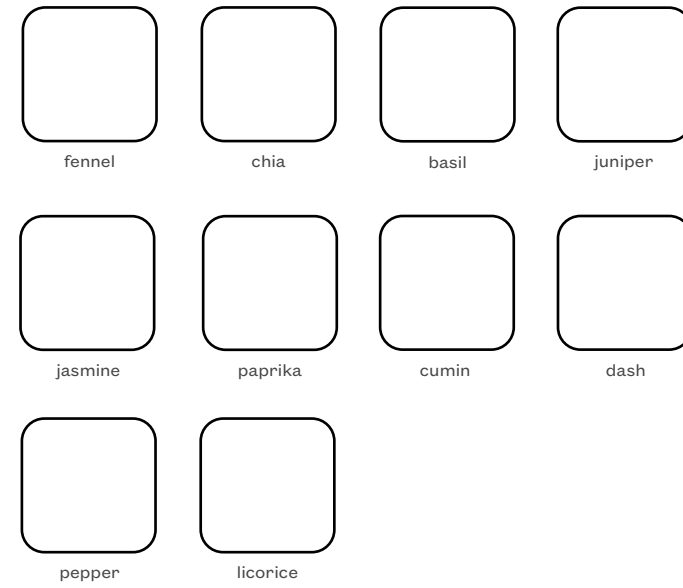 fennel chia basil juniper
jasmine paprika cumin dash
pepper licorice